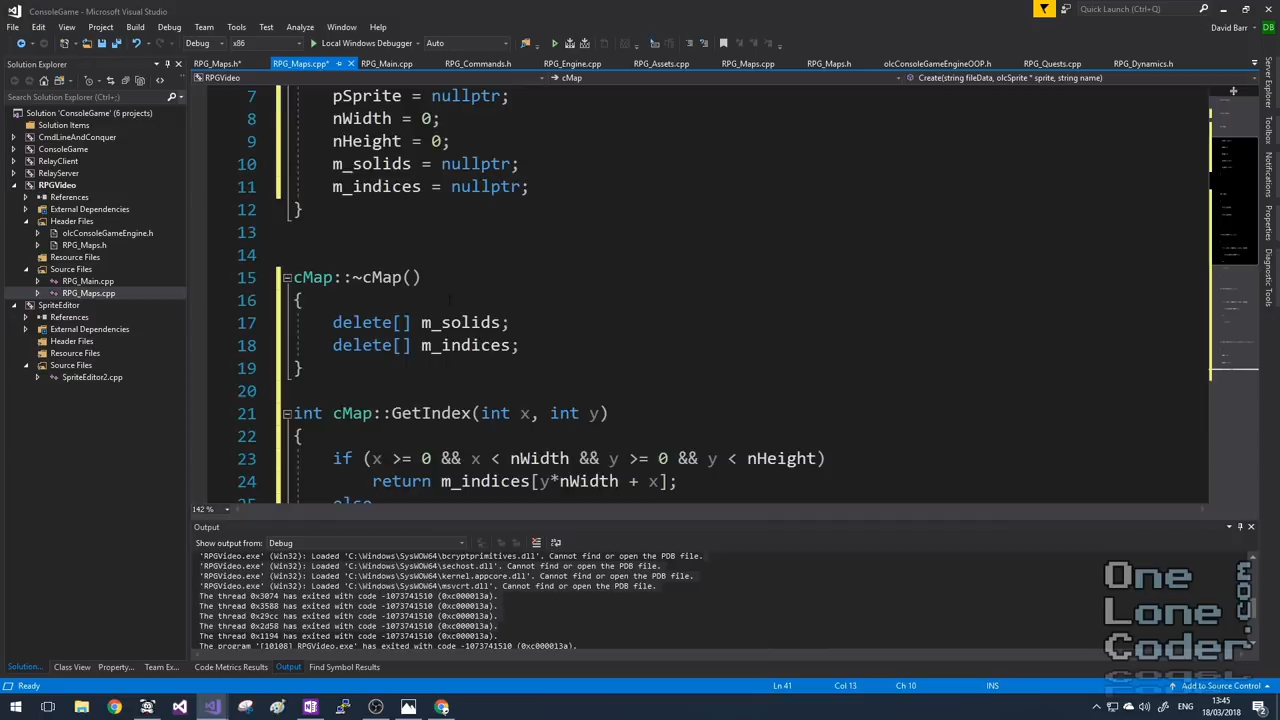 ConsoleGame
Quick Launch (Ctrl+Q)
File Edit View Project Build Debug Team Tools Test Analyze Window Help
David Barr DB
Debug x86 Local Windows Debugger Auto
Solution Explorer
RPG_Maps.h* RPG_Maps.cpp* RPG_Main.cpp RPG_Commands.h RPG_Engine.cpp RPG_Assets.cpp RPG_Maps.cpp RPG_Maps.h olcConsoleGameEngineOOP.h RPG_Quests.cpp RPG_Dynamics.h
RPGVideo cMap Create(string fileData, olcSprite * sprite, string name)
Search Solution Explorer (Ctrl+;)
Solution 'ConsoleGame' (6 projects)
Solution Items
CmdLineAndConquer
ConsoleGame
RelayClient
RelayServer
RPGVideo
References
External Dependencies
Header Files
olcConsoleGameEngine.h
RPG_Maps.h
Resource Files
Source Files
RPG_Main.cpp
RPG_Maps.cpp
SpriteEditor
References
External Dependencies
Header Files
Resource Files
Source Files
SpriteEditor2.cpp
7 pSprite = nullptr;
8 nWidth = 0;
9 nHeight = 0;
10 m_solids = nullptr;
11 m_indices = nullptr;
12 }
13
14
15 cMap::~cMap()
16 {
17 delete[] m_solids;
18 delete[] m_indices;
19 }
20
21 int cMap::GetIndex(int x, int y)
22 {
23 if (x >= 0 && x < nWidth && y >= 0 && y < nHeight)
24 return m_indices[y*nWidth + x];
25 else
142 %
Server Explorer
Toolbox
Notifications
Properties
Diagnostic Tools
Output
Show output from: Debug
'RPGVideo.exe' (Win32): Loaded 'C:\Windows\SysWOW64\bcryptprimitives.dll'. Cannot find or open the PDB file.
'RPGVideo.exe' (Win32): Loaded 'C:\Windows\SysWOW64\sechost.dll'. Cannot find or open the PDB file.
'RPGVideo.exe' (Win32): Loaded 'C:\Windows\SysWOW64\kernel.appcore.dll'. Cannot find or open the PDB file.
'RPGVideo.exe' (Win32): Loaded 'C:\Windows\SysWOW64\msvcrt.dll'. Cannot find or open the PDB file.
The thread 0x3074 has exited with code -1073741510 (0xc000013a).
The thread 0x3588 has exited with code -1073741510 (0xc000013a).
The thread 0x29cc has exited with code -1073741510 (0xc000013a).
The thread 0x2d58 has exited with code -1073741510 (0xc000013a).
The thread 0x1194 has exited with code -1073741510 (0xc000013a).
The program '[10108] RPGVideo.exe' has exited with code -1073741510 (0xc000013a).
One
Lone
Coder
.com
Solution... Class View Property... Team Ex... Code Metrics Results Output Find Symbol Results
Ready Ln 41 Col 13 Ch 10 INS Add to Source Control
ENG 13:45
18/03/2018